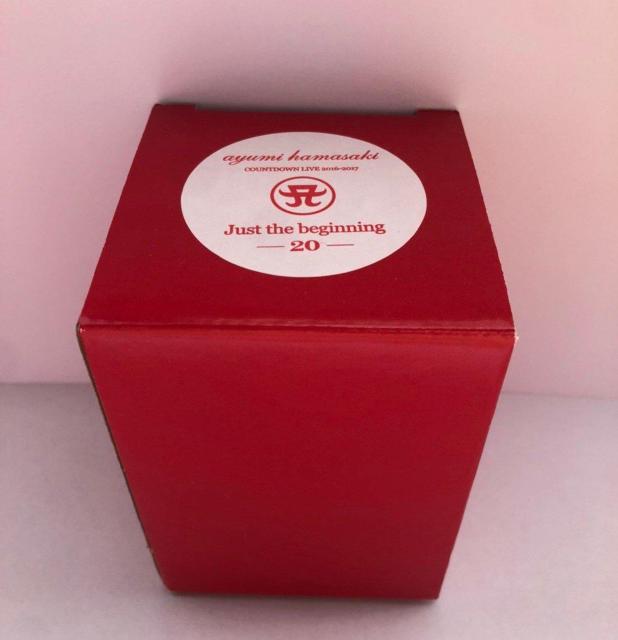 ayumi hamasaki
COUNTDOWN LIVE 2016-2017
Just the beginning
— 20 —